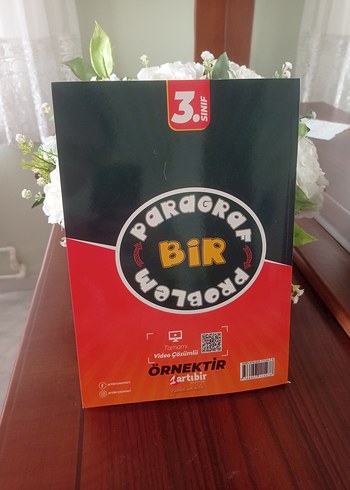 3.
SINIF
PARAGRAF
BİR
PROBLEM
Tamamı
Video Çözümlü
ÖRNEKTİR
artıbir